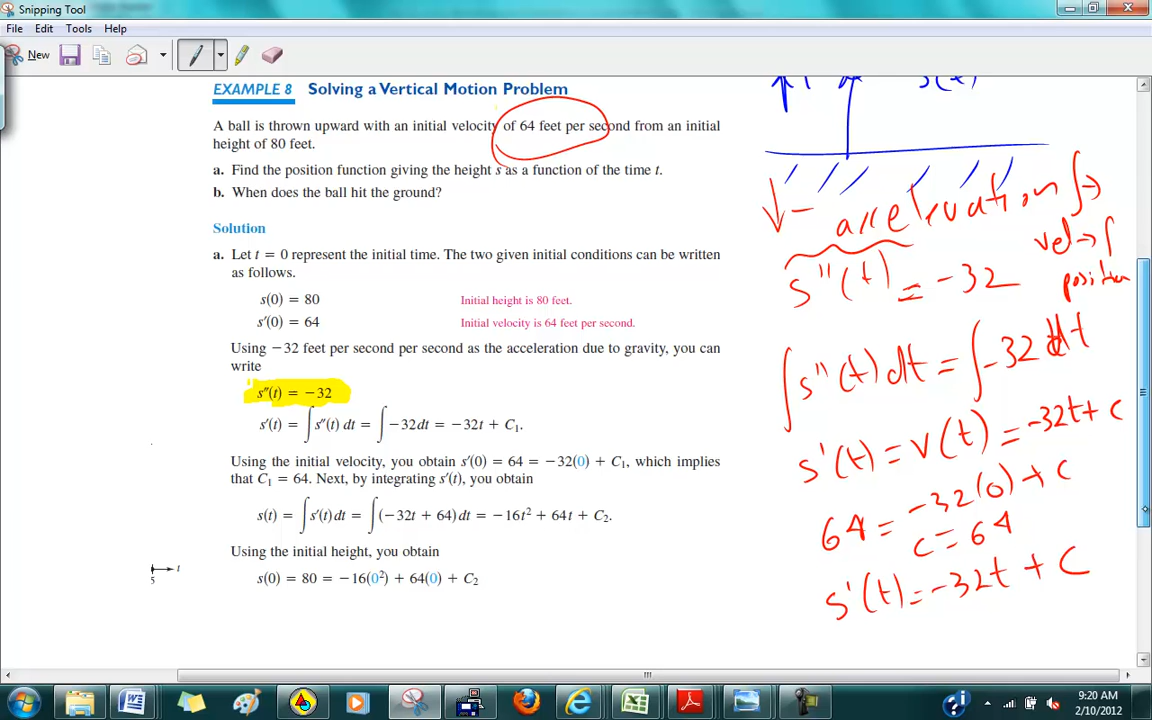 Snipping Tool
File Edit Tools Help
New
EXAMPLE 8 Solving a Vertical Motion Problem
A ball is thrown upward with an initial velocity of 64 feet per second from an initial
height of 80 feet.
a. Find the position function giving the height s as a function of the time t.
b. When does the ball hit the ground?
Solution
a. Let t = 0 represent the initial time. The two given initial conditions can be written
as follows.
s(0) = 80 Initial height is 80 feet.
s′(0) = 64 Initial velocity is 64 feet per second.
Using −32 feet per second per second as the acceleration due to gravity, you can
write
s″(t) = −32
s′(t) = ∫ s″(t) dt = ∫ −32dt = −32t + C₁.
Using the initial velocity, you obtain s′(0) = 64 = −32(0) + C₁, which implies
that C₁ = 64. Next, by integrating s′(t), you obtain
s(t) = ∫ s′(t) dt = ∫ (−32t + 64) dt = −16t² + 64t + C₂.
Using the initial height, you obtain
s(0) = 80 = −16(0²) + 64(0) + C₂
t
5
s(t)
− acceleration ∫→
vel → ∫
position
s″(t) = −32
∫ s″(t) dt = ∫ −32 dt
s′(t) = v(t) = −32t + c
64 = −32(0) + c
c = 64
s′(t) = −32t + C
9:20 AM
2/10/2012